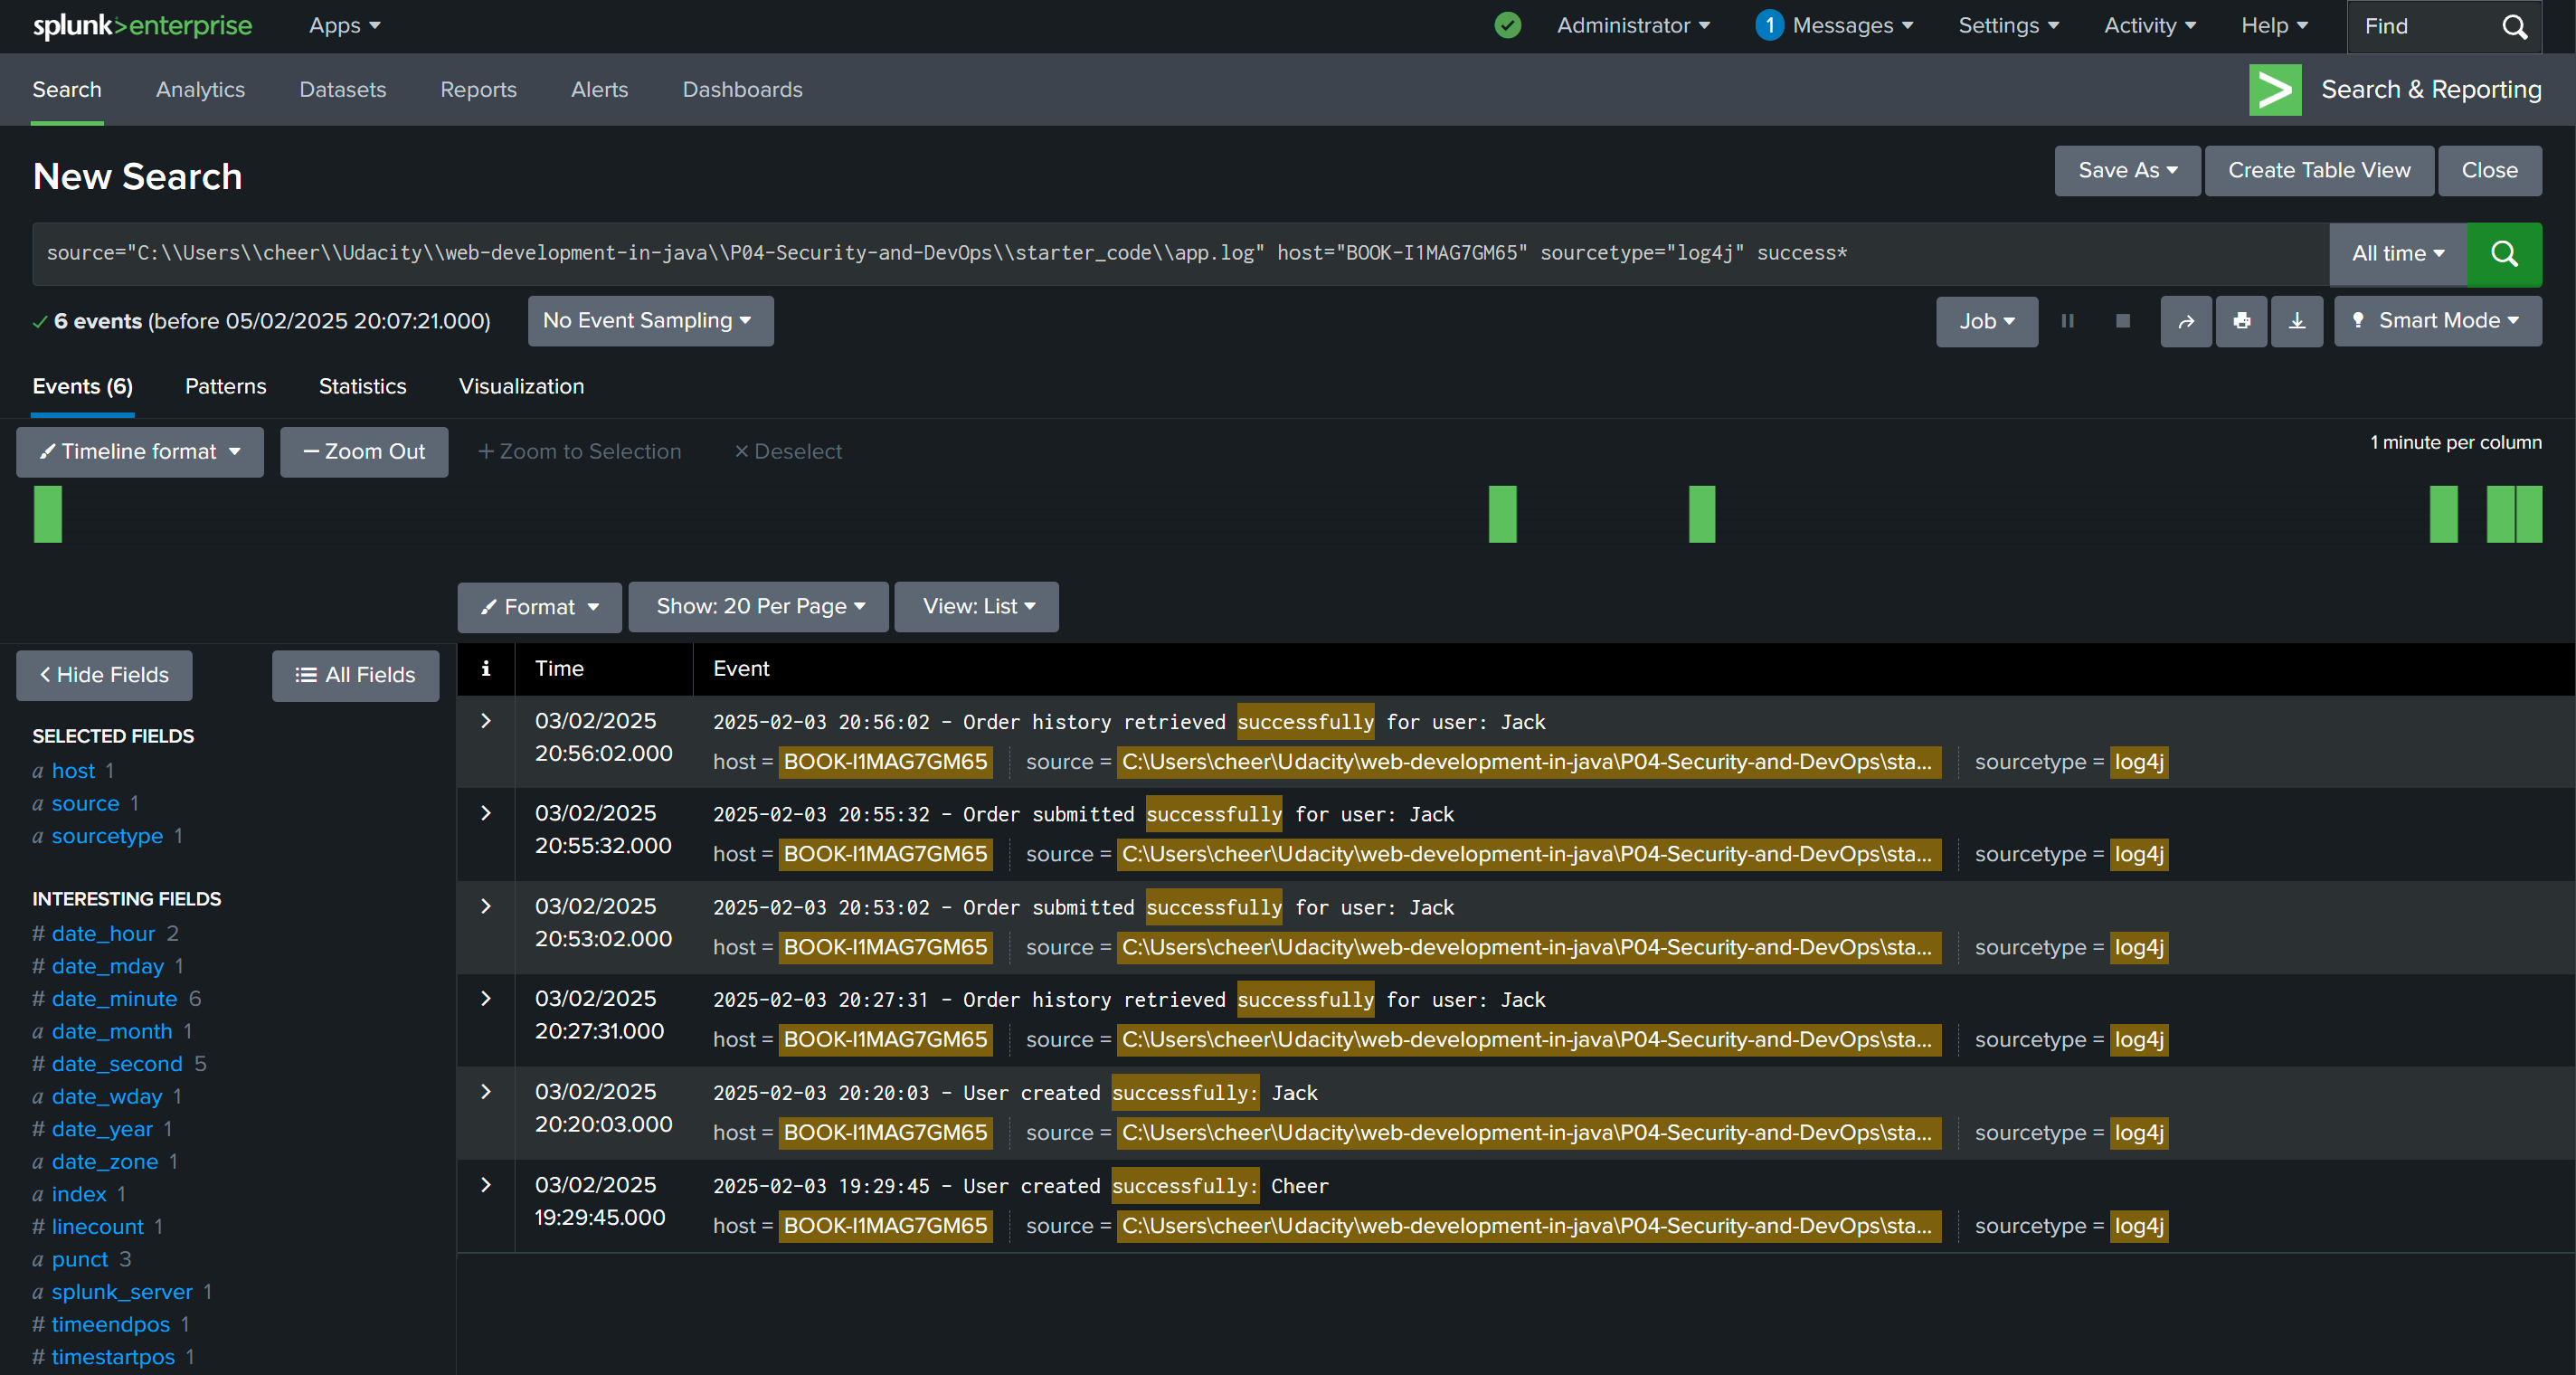 splunk>enterprise Apps Administrator 1 Messages Settings Activity Help Find
Search Analytics Datasets Reports Alerts Dashboards Search & Reporting
New Search Save As Create Table View Close
source="C:\\Users\\cheer\\Udacity\\web-development-in-java\\P04-Security-and-DevOps\\starter_code\\app.log" host="BOOK-I1MAG7GM65" sourcetype="log4j" success* All time
6 events (before 05/02/2025 20:07:21.000) No Event Sampling Job Smart Mode
Events (6) Patterns Statistics Visualization
Timeline format — Zoom Out + Zoom to Selection × Deselect 1 minute per column
Format Show: 20 Per Page View: List
< Hide Fields All Fields
SELECTED FIELDS
a host 1
a source 1
a sourcetype 1
INTERESTING FIELDS
# date_hour 2
# date_mday 1
# date_minute 6
a date_month 1
# date_second 5
a date_wday 1
# date_year 1
a date_zone 1
a index 1
# linecount 1
a punct 3
a splunk_server 1
# timeendpos 1
# timestartpos 1
i Time Event
03/02/2025
20:56:02.000
2025-02-03 20:56:02 - Order history retrieved successfully for user: Jack
host = BOOK-I1MAG7GM65 source = C:\Users\cheer\Udacity\web-development-in-java\P04-Security-and-DevOps\sta... sourcetype = log4j
03/02/2025
20:55:32.000
2025-02-03 20:55:32 - Order submitted successfully for user: Jack
host = BOOK-I1MAG7GM65 source = C:\Users\cheer\Udacity\web-development-in-java\P04-Security-and-DevOps\sta... sourcetype = log4j
03/02/2025
20:53:02.000
2025-02-03 20:53:02 - Order submitted successfully for user: Jack
host = BOOK-I1MAG7GM65 source = C:\Users\cheer\Udacity\web-development-in-java\P04-Security-and-DevOps\sta... sourcetype = log4j
03/02/2025
20:27:31.000
2025-02-03 20:27:31 - Order history retrieved successfully for user: Jack
host = BOOK-I1MAG7GM65 source = C:\Users\cheer\Udacity\web-development-in-java\P04-Security-and-DevOps\sta... sourcetype = log4j
03/02/2025
20:20:03.000
2025-02-03 20:20:03 - User created successfully: Jack
host = BOOK-I1MAG7GM65 source = C:\Users\cheer\Udacity\web-development-in-java\P04-Security-and-DevOps\sta... sourcetype = log4j
03/02/2025
19:29:45.000
2025-02-03 19:29:45 - User created successfully: Cheer
host = BOOK-I1MAG7GM65 source = C:\Users\cheer\Udacity\web-development-in-java\P04-Security-and-DevOps\sta... sourcetype = log4j